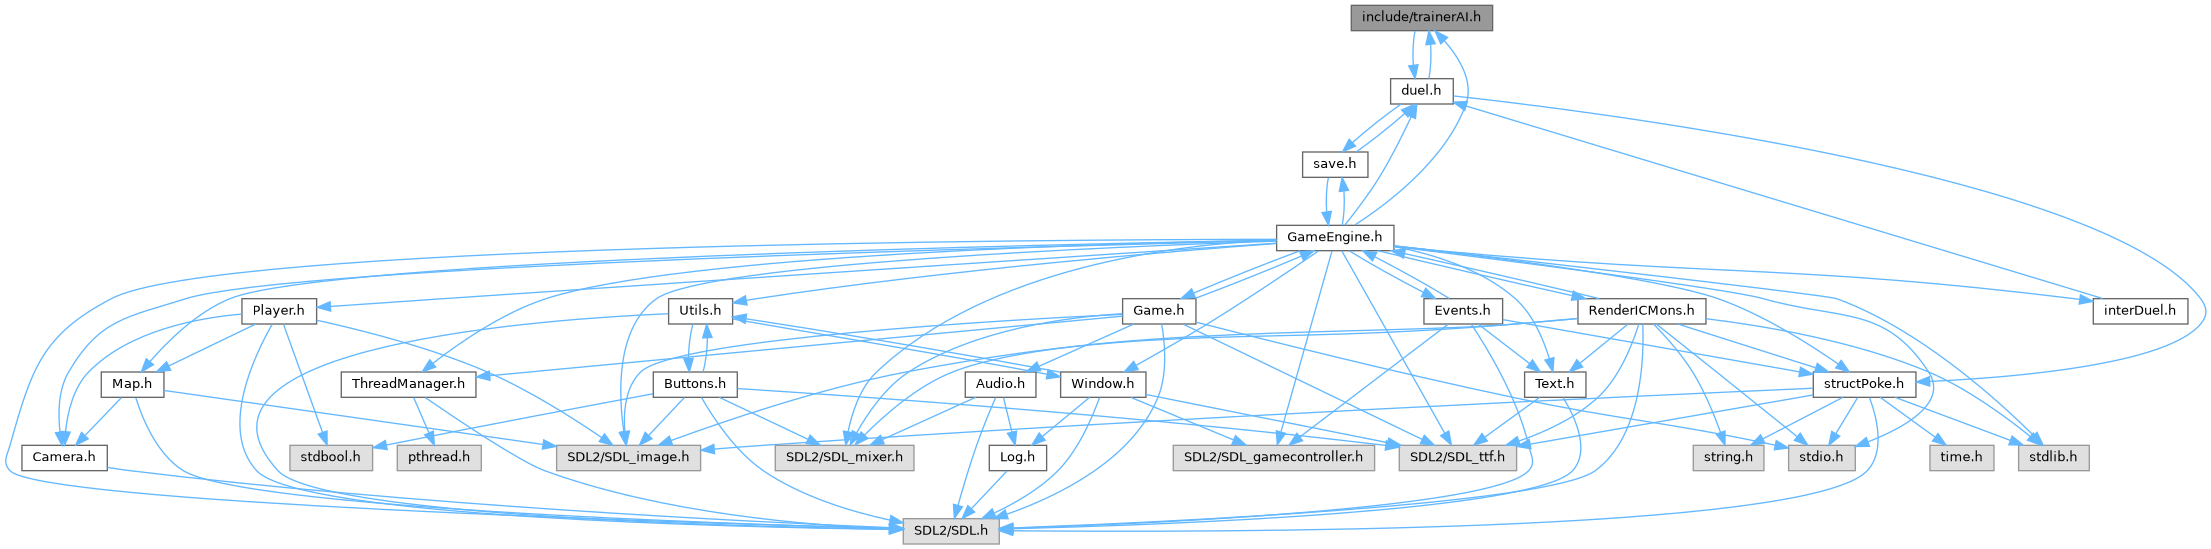 include/trainerAI.h
duel.h
save.h
GameEngine.h
Player.h
Utils.h
Game.h
Events.h
RenderICMons.h
interDuel.h
Map.h
ThreadManager.h
Buttons.h
Audio.h
Window.h
Text.h
structPoke.h
Camera.h
stdbool.h
pthread.h
SDL2/SDL_image.h
SDL2/SDL_mixer.h
Log.h
SDL2/SDL_gamecontroller.h
SDL2/SDL_ttf.h
string.h
stdio.h
time.h
stdlib.h
SDL2/SDL.h